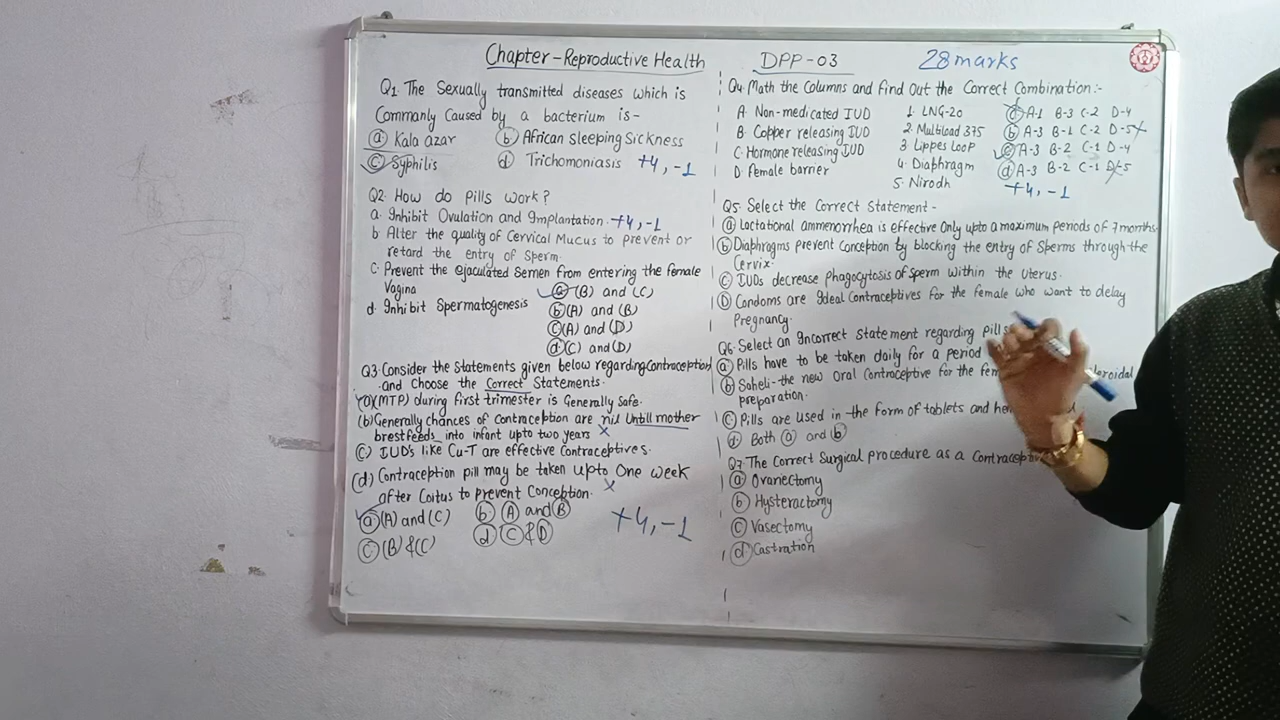 Chapter-Reproductive Health DPP-03 28 marks
Q1. The Sexually transmitted diseases which is
Commanly Caused by a bacterium is-
(a) Kala azar (b) African sleeping Sickness
(c) Syphilis (d) Trichomoniasis +4, -1
Q2. How do Pills work?
a. Inhibit Ovulation and Implantation. +4, -1
b Alter the quality of Cervical Mucus to prevent or
retard the entry of Sperm.
c. Prevent the ejaculated Semen from entering the female
Vagina
(a) (B) and (C)
d. Inhibit Spermatogenesis (b) (A) and (B)
(c) (A) and (D)
(d) (C) and (D)
Q3. Consider the Statements given below regarding Contraception
and Choose the Correct Statements.
(a) (MTP) during first trimester is Generally Safe.
(b) Generally chances of Contraception are nil Untill mother
brestfeeds into infant upto two years ×
(c) IUD's like Cu-T are effective Contraceptives.
(d) Contraception pill may be taken upto One Week
after Coitus to prevent Conception. ×
(a) (A) and (C) (b) (A) and (B) +4, -1
(c) (B) & (C) (d) (C) & (D)
Q4. Math the Columns and find Out the Correct Combination:-
A. Non-medicated IUD 1. LNG-20 (a) A-1 B-3 C-2 D-4
B. Copper releasing IUD 2. Multiload 375 (b) A-3 B-1 C-2 D-5 ×
C. Hormone releasing IUD 3. Lippes Loop (c) A-3 B-2 C-1 D-4
D. Female barrier 4. Diaphragm (d) A-3 B-2 C-1 D-5
5. Nirodh +4, -1
Q5. Select the Correct Statement-
(a) Lactational ammenorrhea is effective Only upto a maximum periods of 7 months.
(b) Diaphragms prevent Conception by blocking the entry of Sperms through the
Cervix.
(c) IUDs decrease phagocytosis of Sperm within the Uterus.
(D) Condoms are Ideal Contraceptives for the female who want to delay
Pregnancy.
Q6. Select an Incorrect Statement regarding Pills
(a) Pills have to be taken daily for a period
(b) Saheli-the new Oral Contraceptive for the
preparation.
(c) Pills are used in the form of tablets and
(d) Both (a) and (b)
Q7. The Correct Surgical procedure as a
(a) Ovariectomy
(b) Hysteractomy
(c) Vasectomy
(d) Castration